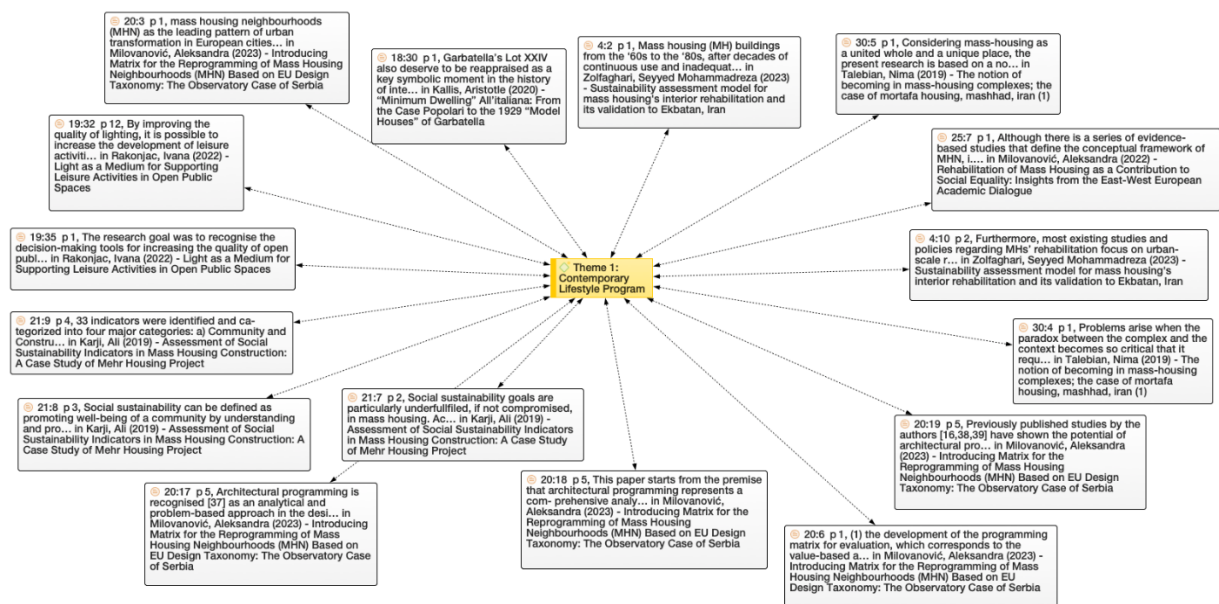 20:3 p 1, mass housing neighbourhoods
(MHN) as the leading pattern of urban
transformation in European cities… in
Milovanović, Aleksandra (2023) - Introducing
Matrix for the Reprogramming of Mass Housing
Neighbourhoods (MHN) Based on EU Design
Taxonomy: The Observatory Case of Serbia
18:30 p 1, Garbatella's Lot XXIV
also deserve to be reappraised as a
key symbolic moment in the history
of inte… in Kallis, Aristotle (2020) -
“Minimum Dwelling” All'italiana: From
the Case Popolari to the 1929 “Model
Houses” of Garbatella
4:2 p 1, Mass housing (MH) buildings
from the '60s to the '80s, after decades of
continuous use and inadequat… in
Zolfaghari, Seyyed Mohammadreza (2023)
- Sustainability assessment model for
mass housing's interior rehabilitation and
its validation to Ekbatan, Iran
30:5 p 1, Considering mass-housing as
a united whole and a unique place, the
present research is based on a no… in
Talebian, Nima (2019) - The notion of
becoming in mass-housing complexes; the
case of mortafa housing, mashhad, iran (1)
19:32 p 12, By improving the
quality of lighting, it is possible to
increase the development of leisure
activiti… in Rakonjac, Ivana (2022) -
Light as a Medium for Supporting
Leisure Activities in Open Public
Spaces
25:7 p 1, Although there is a series of evidence-
based studies that define the conceptual framework of
MHN, i.… in Milovanović, Aleksandra (2022) -
Rehabilitation of Mass Housing as a Contribution to
Social Equality: Insights from the East-West European
Academic Dialogue
19:35 p 1, The research goal was to recognise the
decision-making tools for increasing the quality of open
publ… in Rakonjac, Ivana (2022) - Light as a Medium for
Supporting Leisure Activities in Open Public Spaces
4:10 p 2, Furthermore, most existing studies and
policies regarding MHs' rehabilitation focus on urban-
scale r… in Zolfaghari, Seyyed Mohammadreza (2023) -
Sustainability assessment model for mass housing's
interior rehabilitation and its validation to Ekbatan, Iran
Theme 1:
Contemporary
Lifestyle Program
21:9 p 4, 33 indicators were identified and ca-
tegorized into four major categories: a) Community and
Constru… in Karji, Ali (2019) - Assessment of Social
Sustainability Indicators in Mass Housing Construction:
A Case Study of Mehr Housing Project
30:4 p 1, Problems arise when the
paradox between the complex and the
context becomes so critical that it
requ… in Talebian, Nima (2019) - The
notion of becoming in mass-housing
complexes; the case of mortafa
housing, mashhad, iran (1)
21:8 p 3, Social sustainability can be defined as
promoting well-being of a community by understanding
and pro… in Karji, Ali (2019) - Assessment of Social
Sustainability Indicators in Mass Housing Construction: A
Case Study of Mehr Housing Project
21:7 p 2, Social sustainability goals are
particularly underfullfiled, if not compromised,
in mass housing. Ac… in Karji, Ali (2019) -
Assessment of Social Sustainability Indicators
in Mass Housing Construction: A Case Study
of Mehr Housing Project
20:19 p 5, Previously published studies by the
authors [16,38,39] have shown the potential of
architectural pro… in Milovanović, Aleksandra
(2023) - Introducing Matrix for the
Reprogramming of Mass Housing
Neighbourhoods (MHN) Based on EU Design
Taxonomy: The Observatory Case of Serbia
20:17 p 5, Architectural programming is
recognised [37] as an analytical and
problem-based approach in the desi…
in Milovanović, Aleksandra (2023) -
Introducing Matrix for the
Reprogramming of Mass
Housing Neighbourhoods (MHN) Based on
EU Design Taxonomy: The Observatory Case
of Serbia
20:18 p 5, This paper starts from the
premise that architectural programming represents a
com- prehensive analy… in Milovanović,
Aleksandra (2023) - Introducing Matrix for the
Reprogramming of Mass Housing
Neighbourhoods (MHN) Based on EU Design
Taxonomy: The Observatory Case of Serbia
20:6 p 1, (1) the development of the programming
matrix for evaluation, which corresponds to the
value-based a… in Milovanović, Aleksandra (2023) -
Introducing Matrix for the Reprogramming of Mass
Housing Neighbourhoods (MHN) Based on EU
Design Taxonomy: The Observatory Case of Serbia